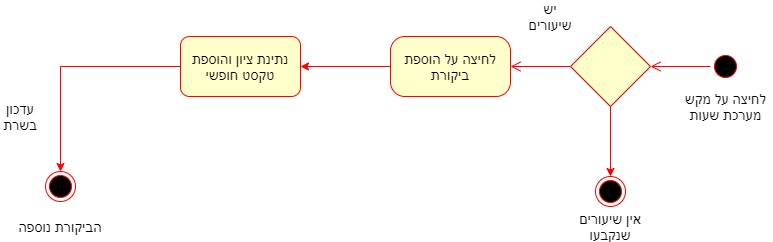 יש
שיעורים
לחיצה על מקש
מערכת שעות
לחיצה על הוספת
ביקורת
נתינת ציון והוספת
טקסט חופשי
עדכון
בשרת
הביקורת נוספה
אין שיעורים
שנקבעו